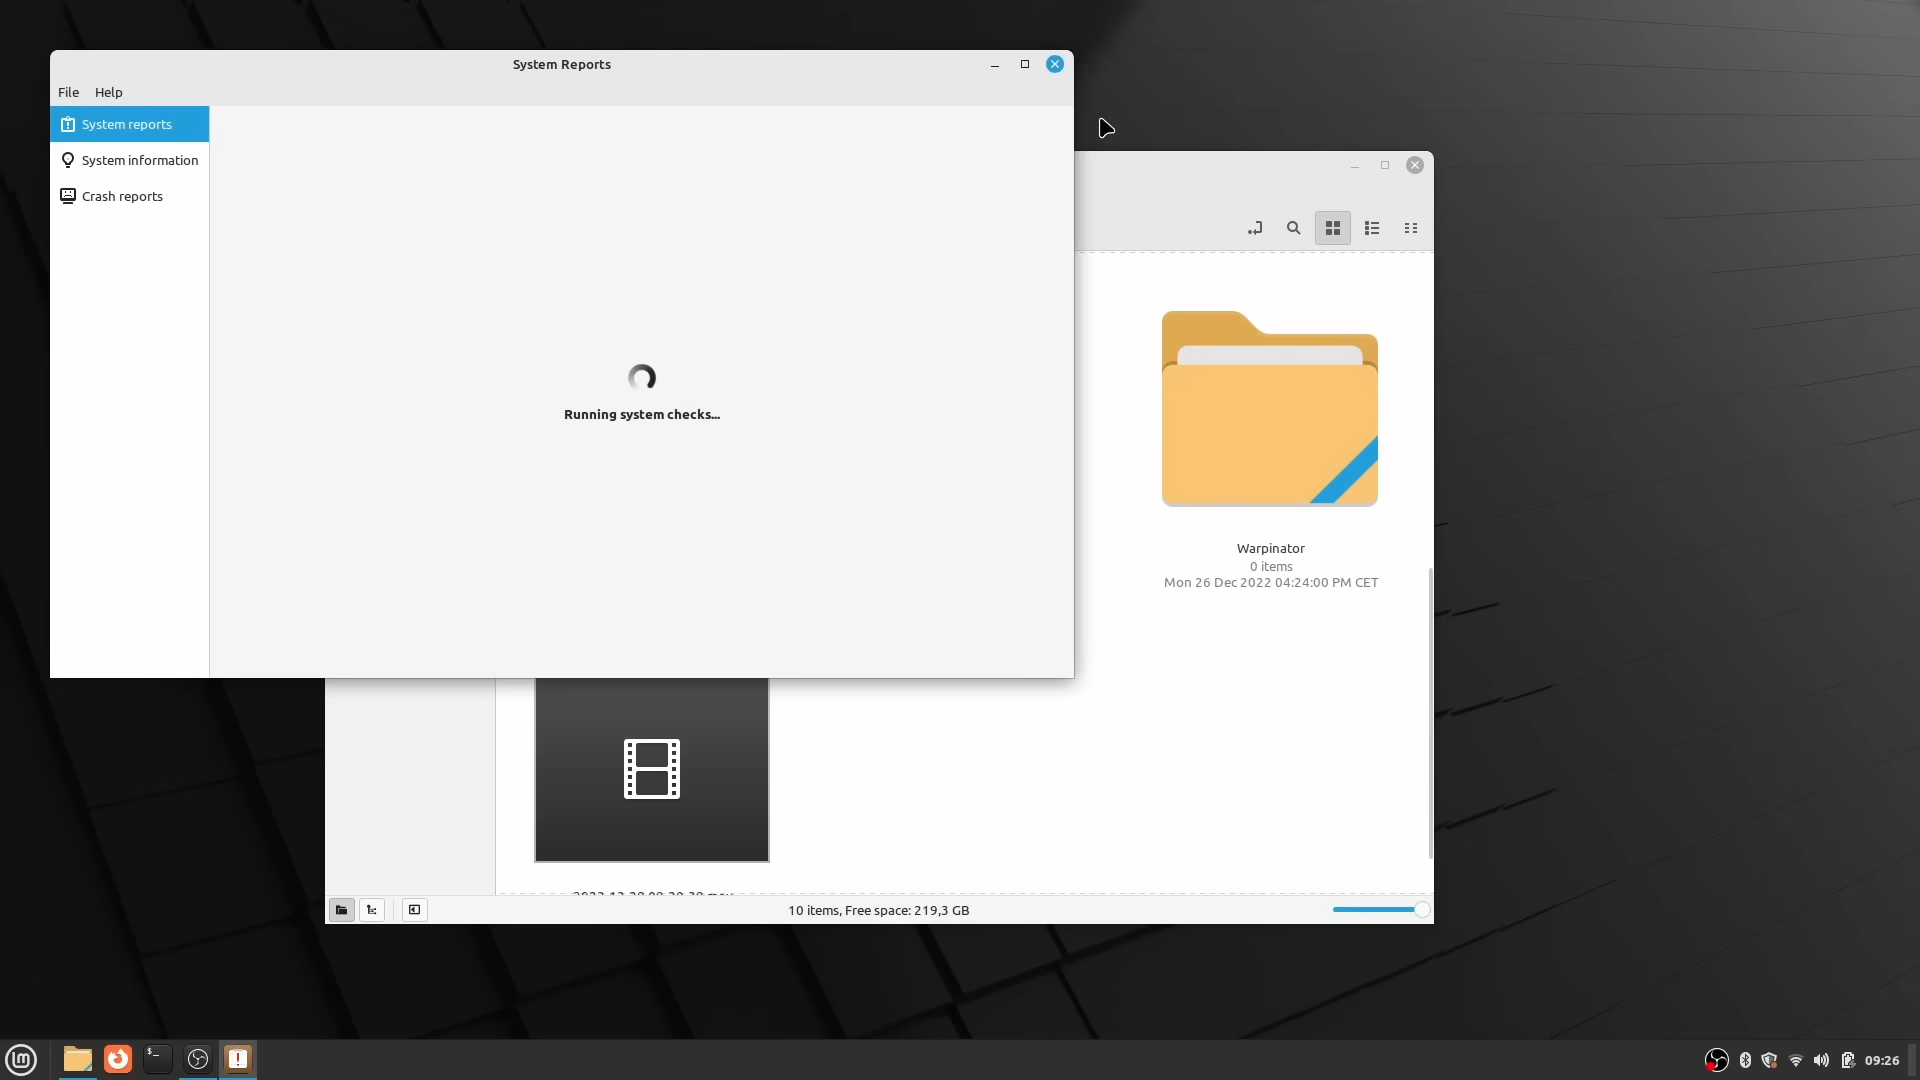 System Reports
File Help
System reports
System information
Crash reports
Running system checks...
Warpinator
0 items
Mon 26 Dec 2022 04:24:00 PM CET
10 items, Free space: 219,3 GB
09:26